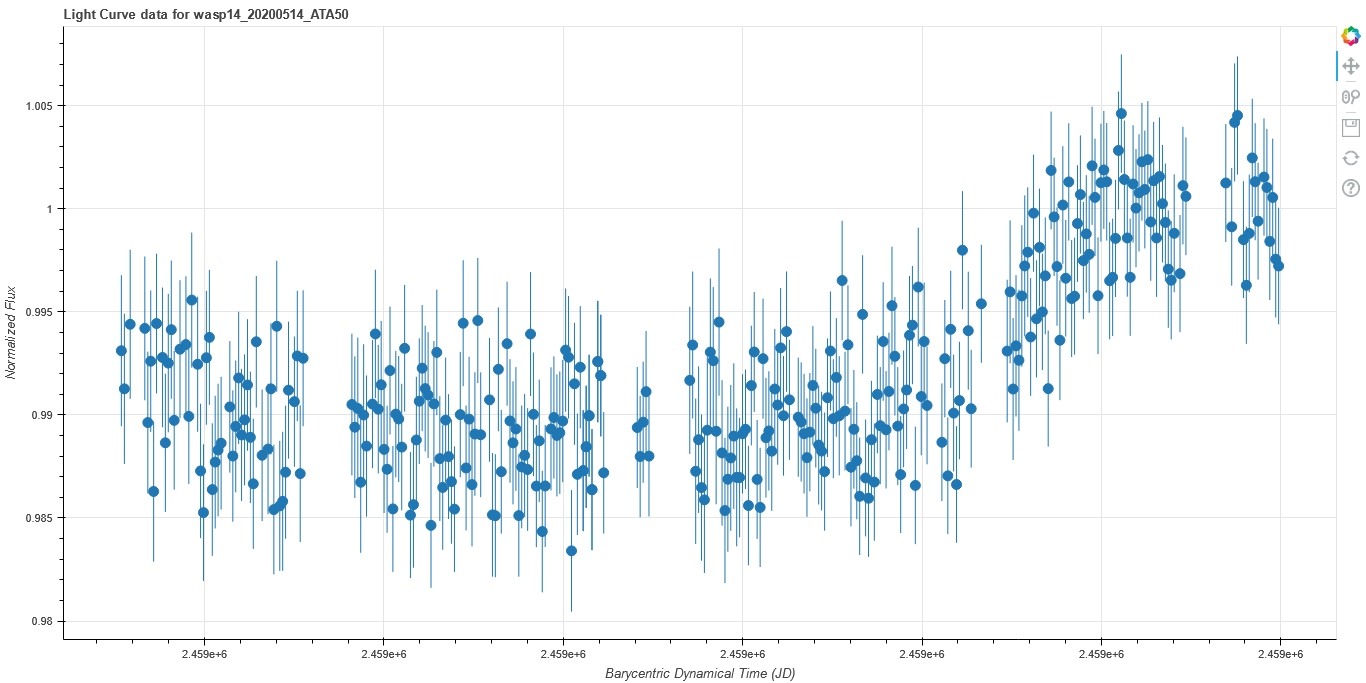 Light Curve data for wasp14_20200514_ATA50
1.005
1
0.995
0.99
0.985
0.98
Normalized Flux
2.459e+6 2.459e+6 2.459e+6 2.459e+6 2.459e+6 2.459e+6 2.459e+6
Barycentric Dynamical Time (JD)